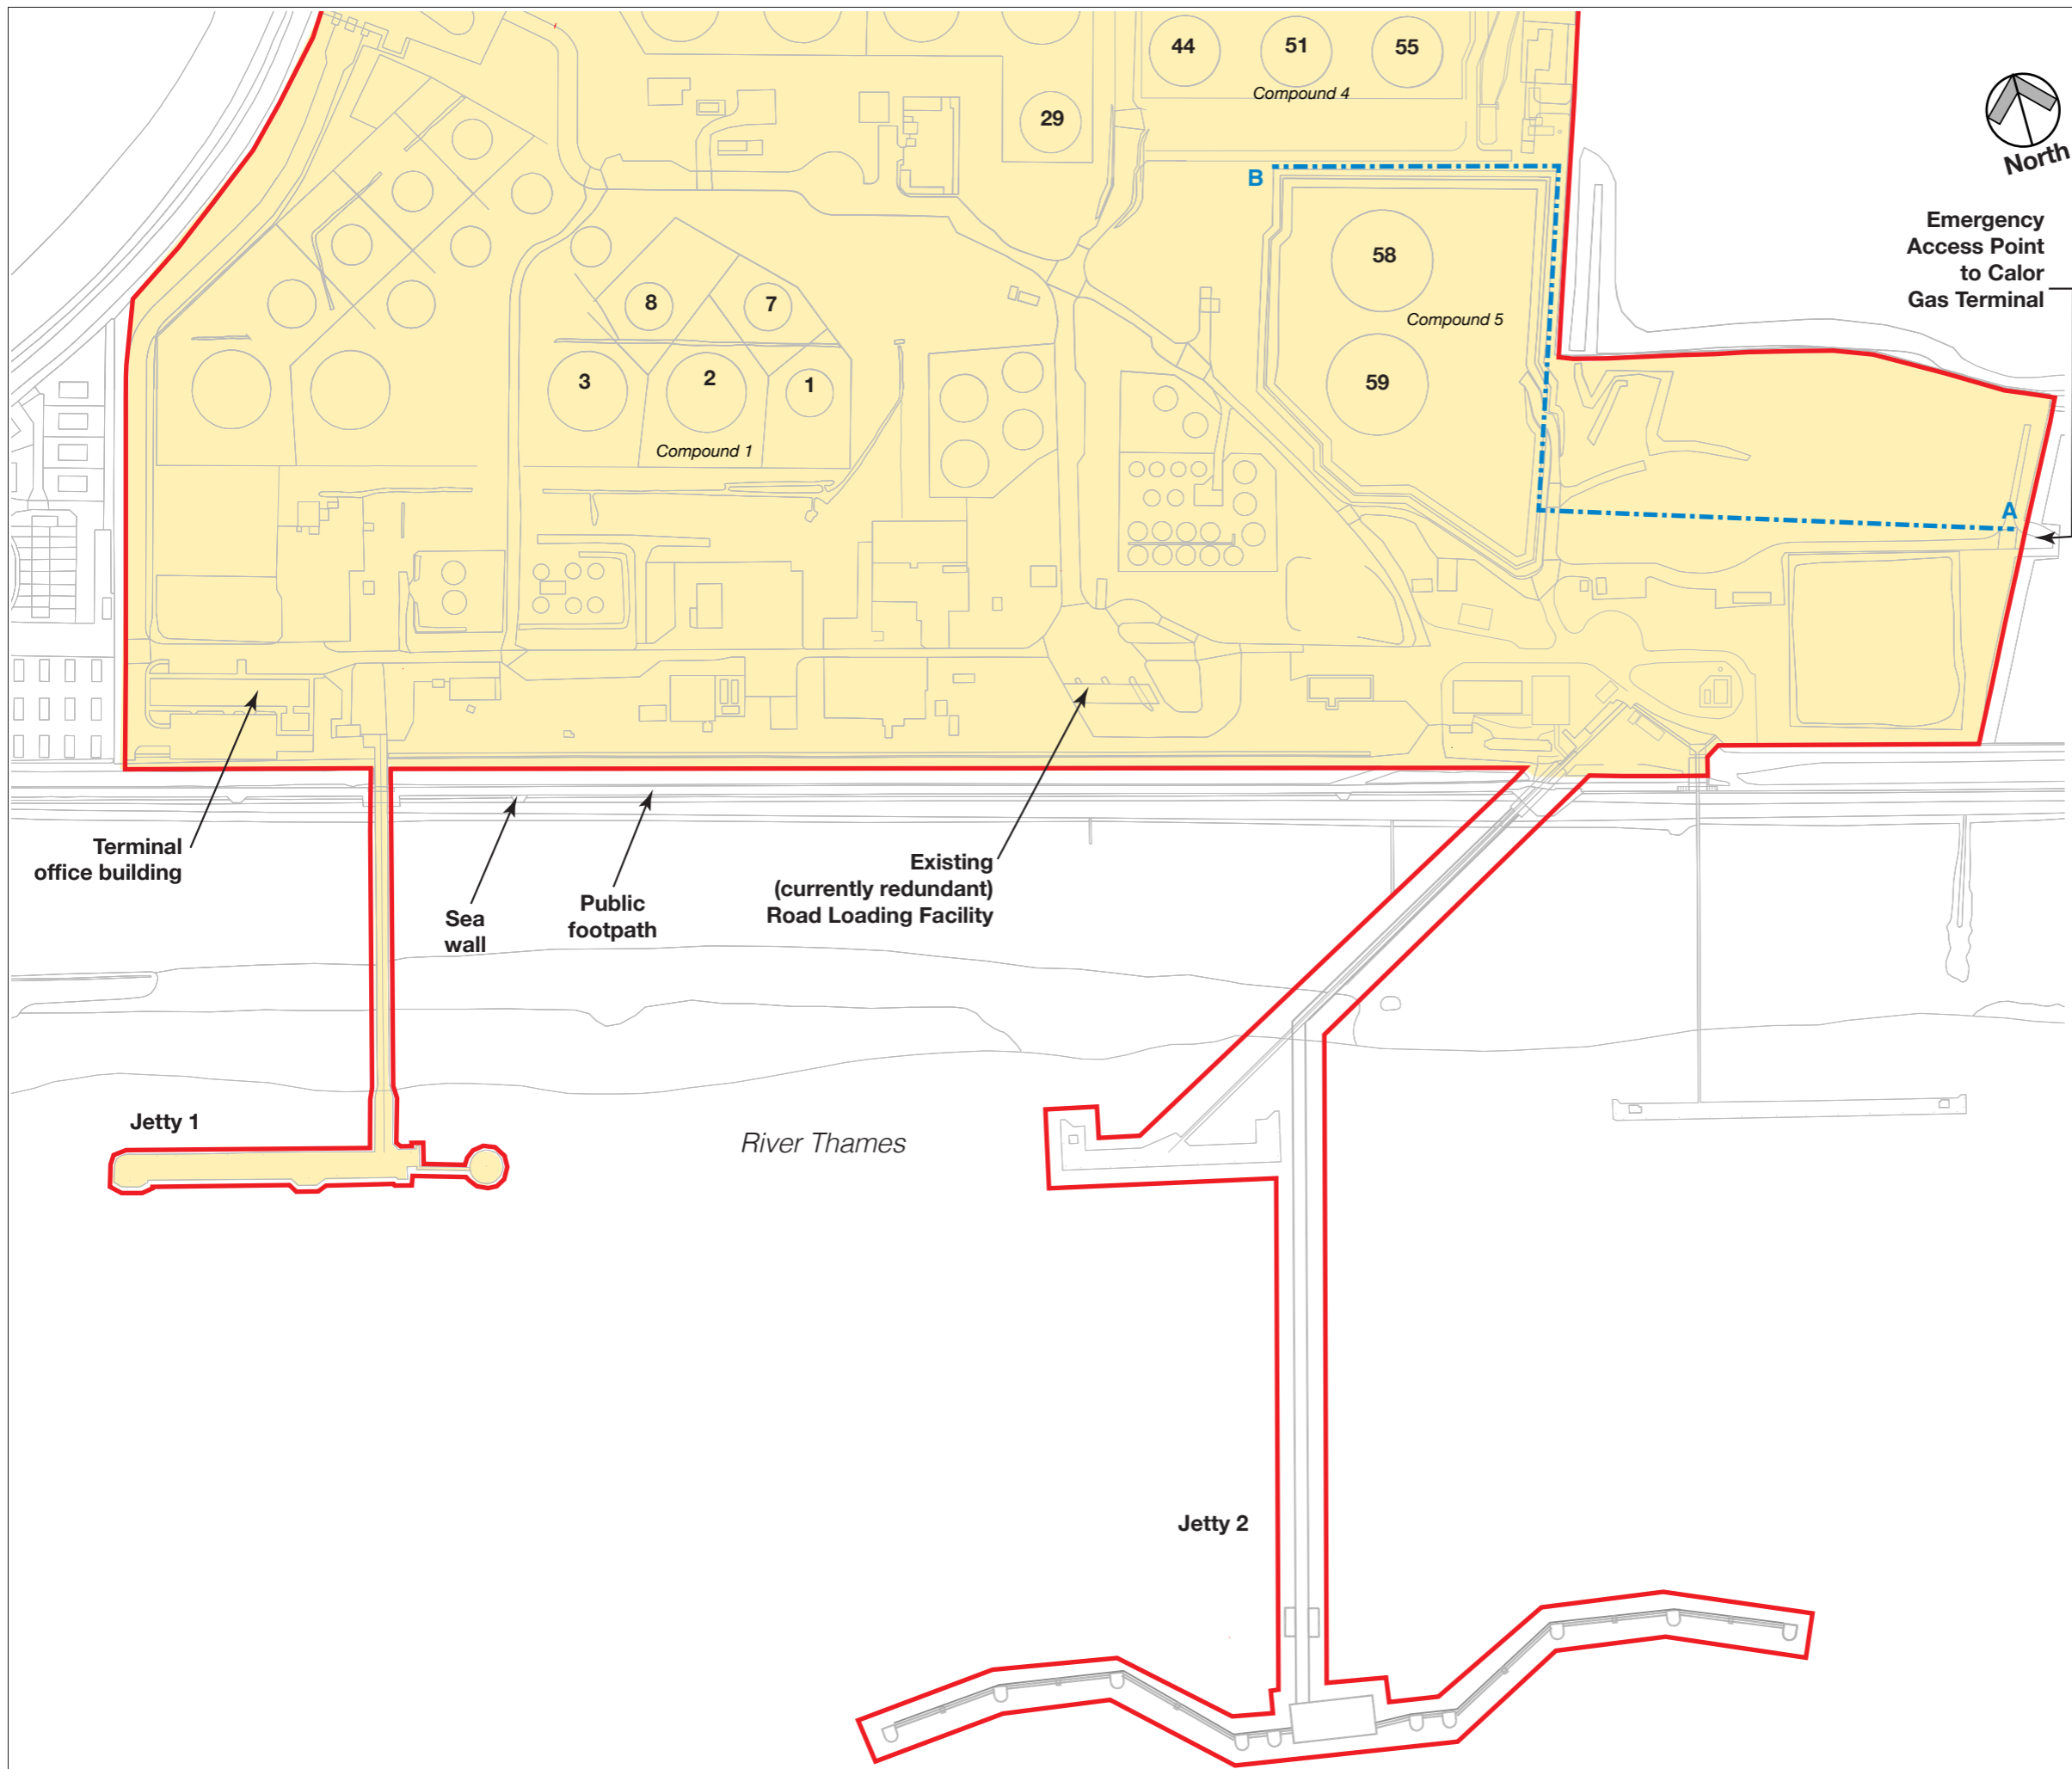 44
51
55
Compound 4
29
North
B
Emergency
Access Point
to Calor
Gas Terminal
58
Compound 5
59
8
7
3
2
1
Compound 1
A
Terminal
office building
Sea
wall
Public
footpath
Existing
(currently redundant)
Road Loading Facility
Jetty 1
River Thames
Jetty 2